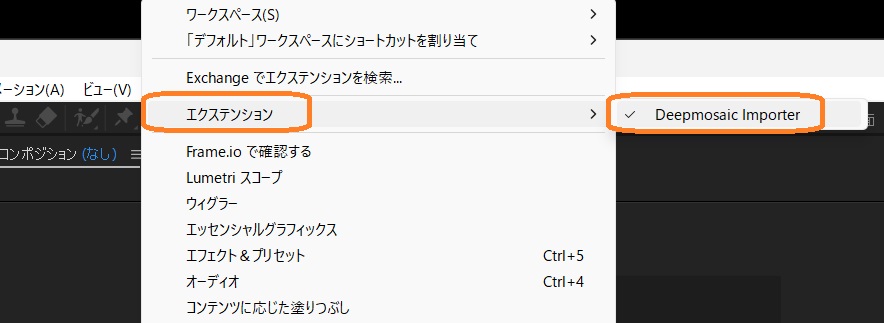 ワークスペース(S)
「デフォルト」ワークスペースにショートカットを割り当て
Exchange でエクステンションを検索...
ーション(A) ビュー(V)
エクステンション
Deepmosaic Importer
コンポジション (なし)
Frame.io で確認する
Lumetri スコープ
ウィグラー
エッセンシャルグラフィックス
エフェクト＆プリセット Ctrl+5
オーディオ Ctrl+4
コンテンツに応じた塗りつぶし